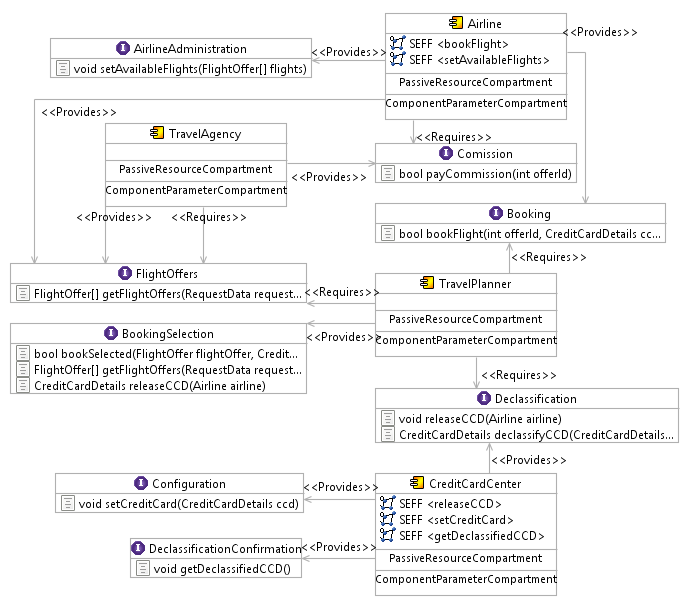 Airline
SEFF <bookFlight>
SEFF <setAvailableFlights>
PassiveResourceCompartment
ComponentParameterCompartment
<<Provides>>
<<Provides>>
AirlineAdministration
void setAvailableFlights(FlightOffer[] flights)
<<Provides>>
TravelAgency
PassiveResourceCompartment
ComponentParameterCompartment
<<Requires>>
Comission
bool payCommission(int offerId)
<<Provides>>
<<Provides>>
<<Requires>>
Booking
bool bookFlight(int offerId, CreditCardDetails cc...
<<Requires>>
FlightOffers
FlightOffer[] getFlightOffers(RequestData request...
<<Requires>>
TravelPlanner
PassiveResourceCompartment
ComponentParameterCompartment
BookingSelection
bool bookSelected(FlightOffer flightOffer, Credit...
FlightOffer[] getFlightOffers(RequestData request...
CreditCardDetails releaseCCD(Airline airline)
<<Provides>>
<<Requires>>
Declassification
void releaseCCD(Airline airline)
CreditCardDetails declassifyCCD(CreditCardDetails...
<<Provides>>
Configuration
void setCreditCard(CreditCardDetails ccd)
<<Provides>>
CreditCardCenter
SEFF <releaseCCD>
SEFF <setCreditCard>
SEFF <getDeclassifiedCCD>
PassiveResourceCompartment
ComponentParameterCompartment
DeclassificationConfirmation
void getDeclassifiedCCD()
<<Provides>>